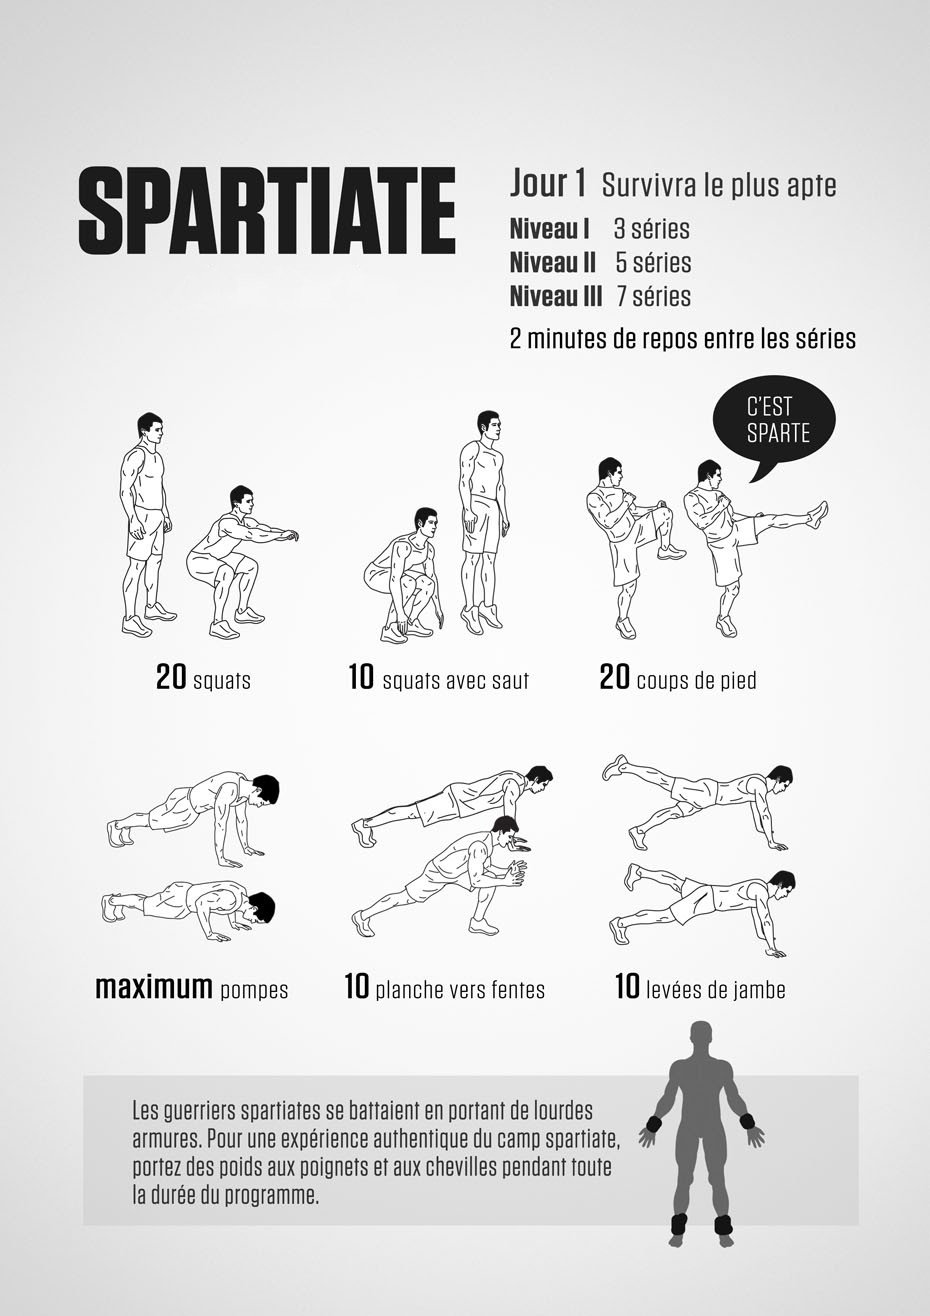 SPARTIATE
Jour 1 Survivra le plus apte
Niveau I 3 séries
Niveau II 5 séries
Niveau III 7 séries
2 minutes de repos entre les séries
C'EST
SPARTE
20 squats
10 squats avec saut
20 coups de pied
maximum pompes
10 planche vers fentes
10 levées de jambe
Les guerriers spartiates se battaient en portant de lourdes
armures. Pour une expérience authentique du camp spartiate,
portez des poids aux poignets et aux chevilles pendant toute
la durée du programme.